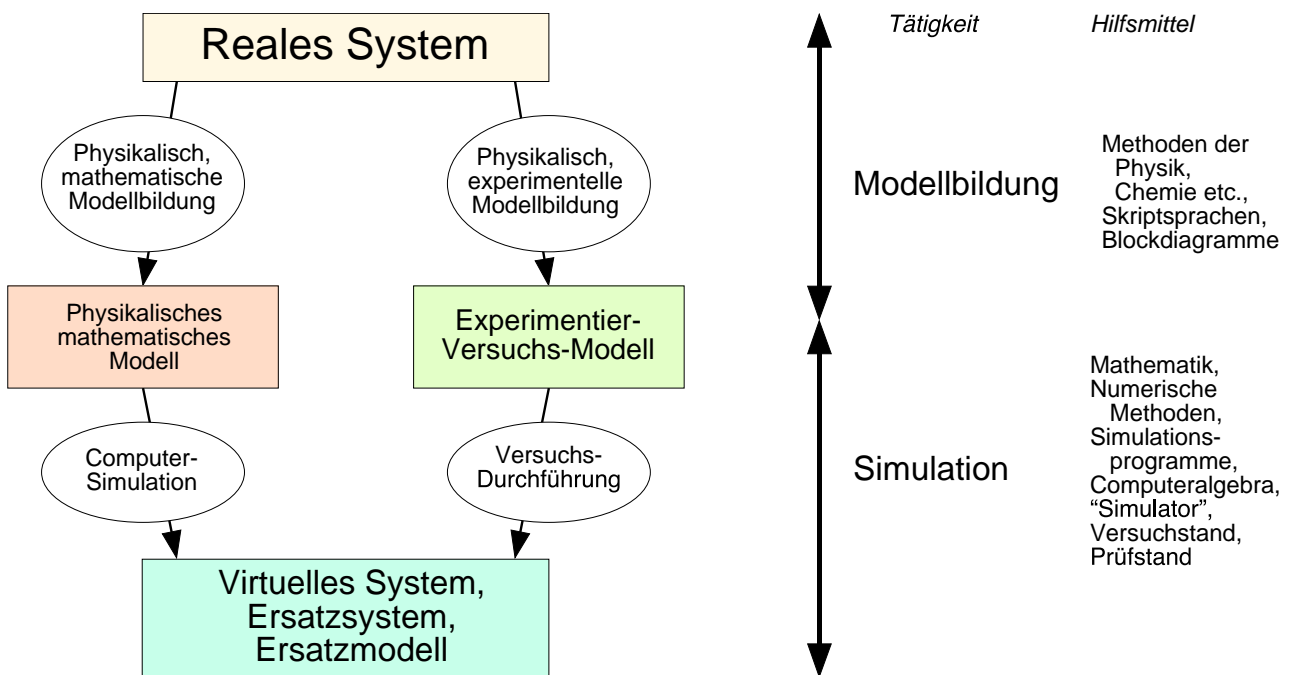 Reales System
Tätigkeit
Hilfsmittel
Physikalisch,
mathematische
Modellbildung
Physikalisch,
experimentelle
Modellbildung
Modellbildung
Methoden der
Physik,
Chemie etc.,
Skriptsprachen,
Blockdiagramme
Physikalisches
mathematisches
Modell
Experimentier-
Versuchs-Modell
Computer-
Simulation
Versuchs-
Durchführung
Simulation
Mathematik,
Numerische
Methoden,
Simulations-
programme,
Computeralgebra,
“Simulator”,
Versuchstand,
Prüfstand
Virtuelles System,
Ersatzsystem,
Ersatzmodell